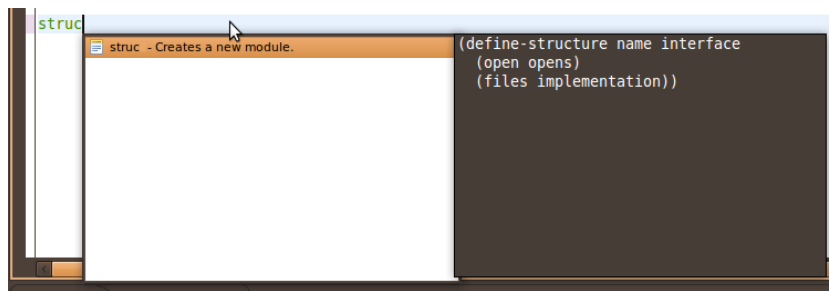 struc
struc - Creates a new module.
(define-structure name interface
(open opens)
(files implementation))